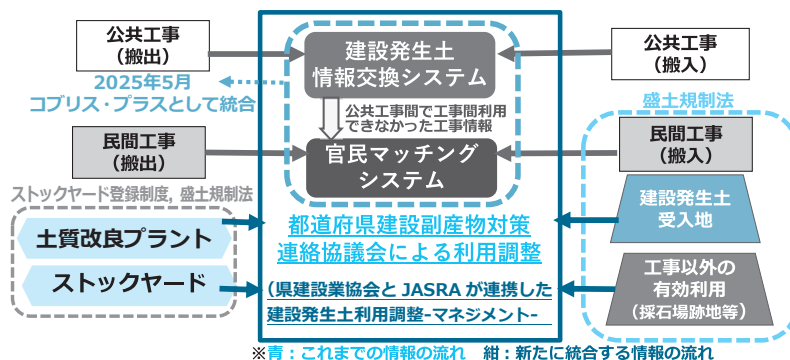 公共工事
(搬出)
建設発生土
情報交換システム
公共工事
(搬入)
2025年5月
コブリス・プラスとして統合
公共工事間で工事間利用
できなかった工事情報
盛土規制法
民間工事
(搬出)
官民マッチング
システム
民間工事
(搬入)
ストックヤード登録制度, 盛土規制法
建設発生土
受入地
土質改良プラント
都道府県建設副産物対策
連絡協議会による利用調整
ストックヤード
工事以外の
有効利用
(採石場跡地等)
(県建設業協会とJASRAが連携した
建設発生土利用調整-マネジメント-
※青:これまでの情報の流れ 紺:新たに統合する情報の流れ